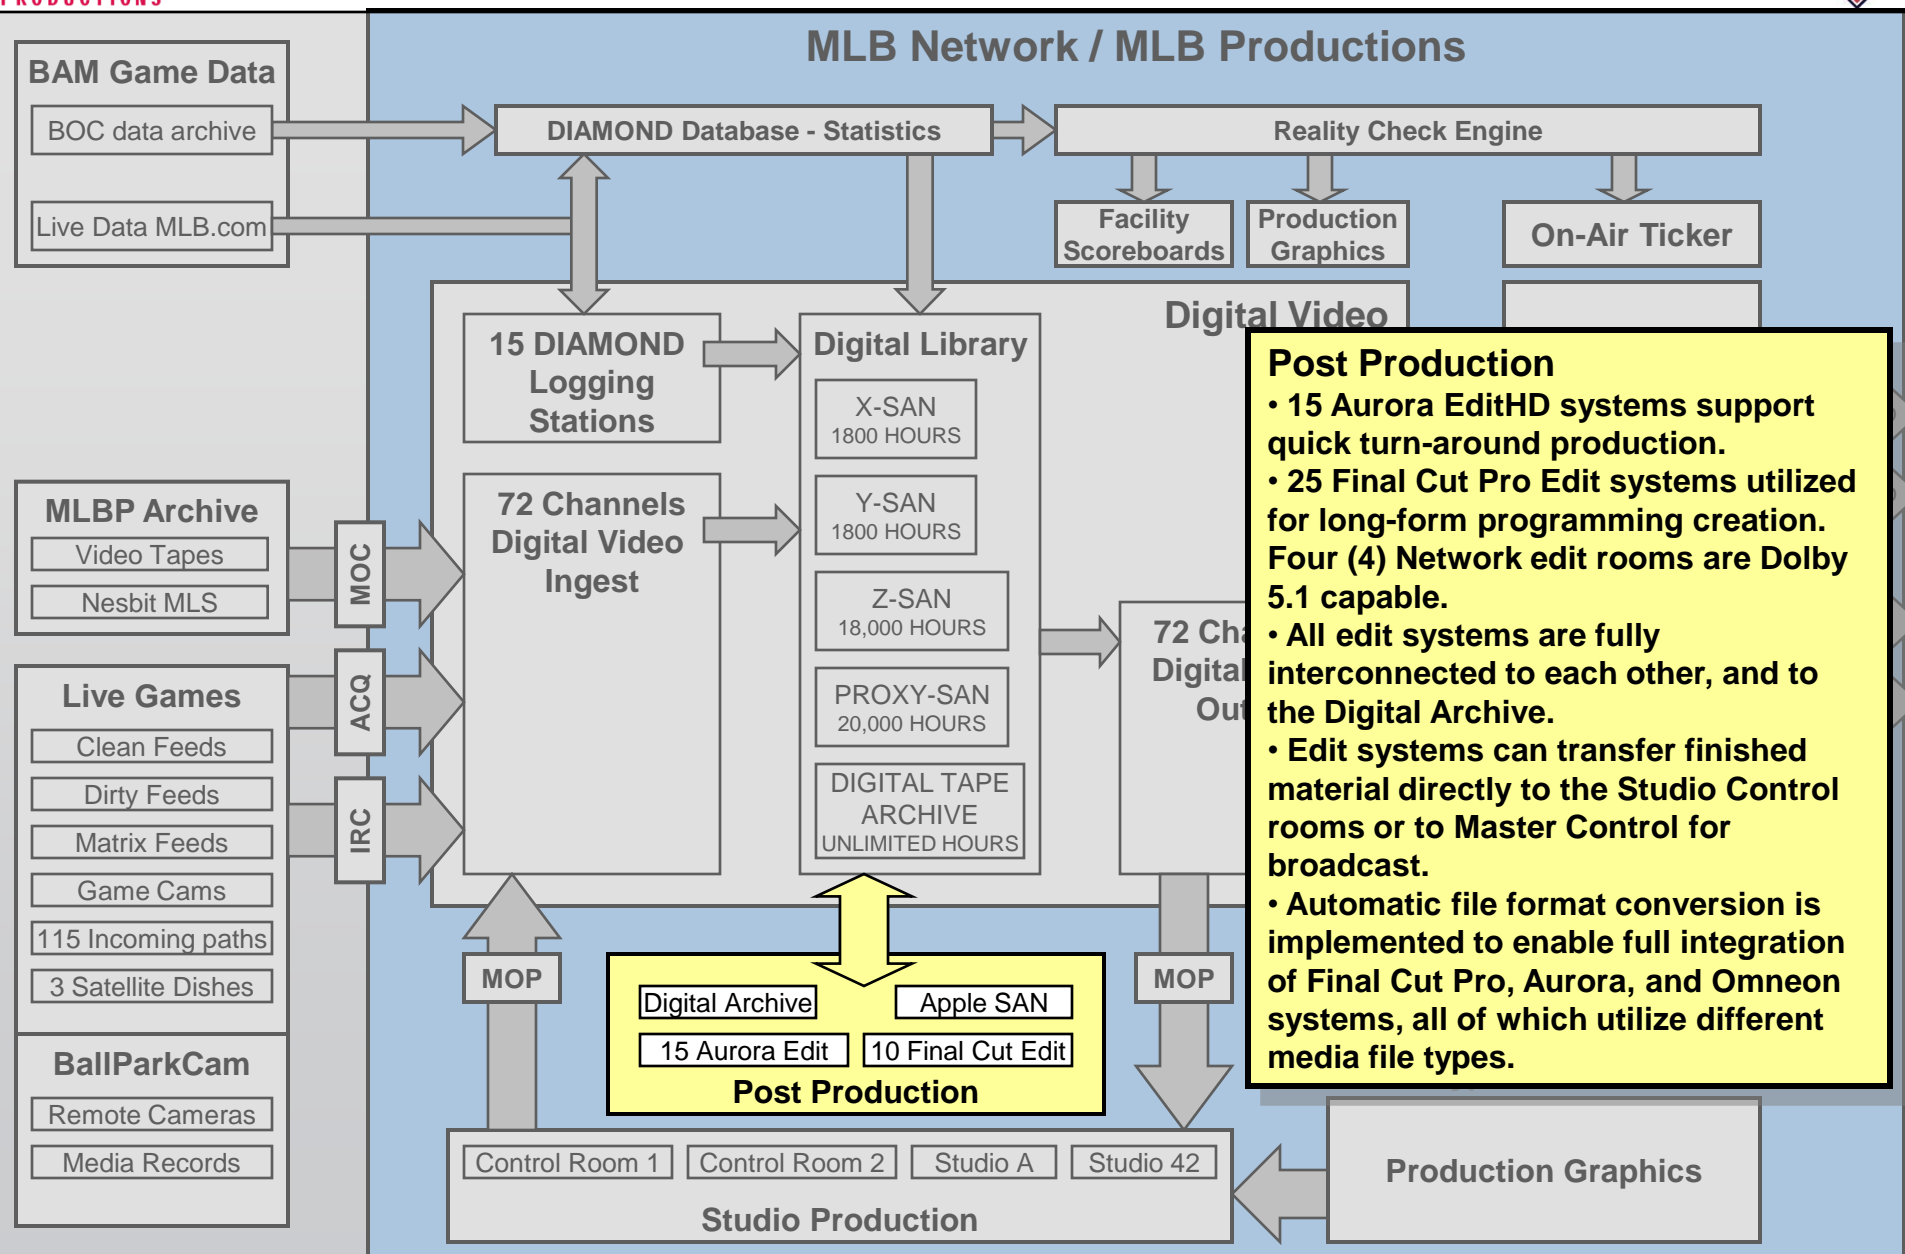 PRODUCTIONS
MLB Network / MLB Productions
BAM Game Data
BOC data archive
Live Data MLB.com
DIAMOND Database - Statistics
Reality Check Engine
Facility
Scoreboards
Production
Graphics
On-Air Ticker
Digital Video
15 DIAMOND
Logging
Stations
72 Channels
Digital Video
Ingest
Digital Library
X-SAN
1800 HOURS
Y-SAN
1800 HOURS
Z-SAN
18,000 HOURS
PROXY-SAN
20,000 HOURS
DIGITAL TAPE
ARCHIVE
UNLIMITED HOURS
72 Cha
Digital
Out
MLBP Archive
Video Tapes
Nesbit MLS
MOC
Live Games
Clean Feeds
Dirty Feeds
Matrix Feeds
Game Cams
115 Incoming paths
3 Satellite Dishes
ACQ
IRC
BallParkCam
Remote Cameras
Media Records
MOP
MOP
Digital Archive
Apple SAN
15 Aurora Edit
10 Final Cut Edit
Post Production
Control Room 1
Control Room 2
Studio A
Studio 42
Studio Production
Production Graphics
Post Production
• 15 Aurora EditHD systems support
quick turn-around production.
• 25 Final Cut Pro Edit systems utilized
for long-form programming creation.
Four (4) Network edit rooms are Dolby
5.1 capable.
• All edit systems are fully
interconnected to each other, and to
the Digital Archive.
• Edit systems can transfer finished
material directly to the Studio Control
rooms or to Master Control for
broadcast.
• Automatic file format conversion is
implemented to enable full integration
of Final Cut Pro, Aurora, and Omneon
systems, all of which utilize different
media file types.